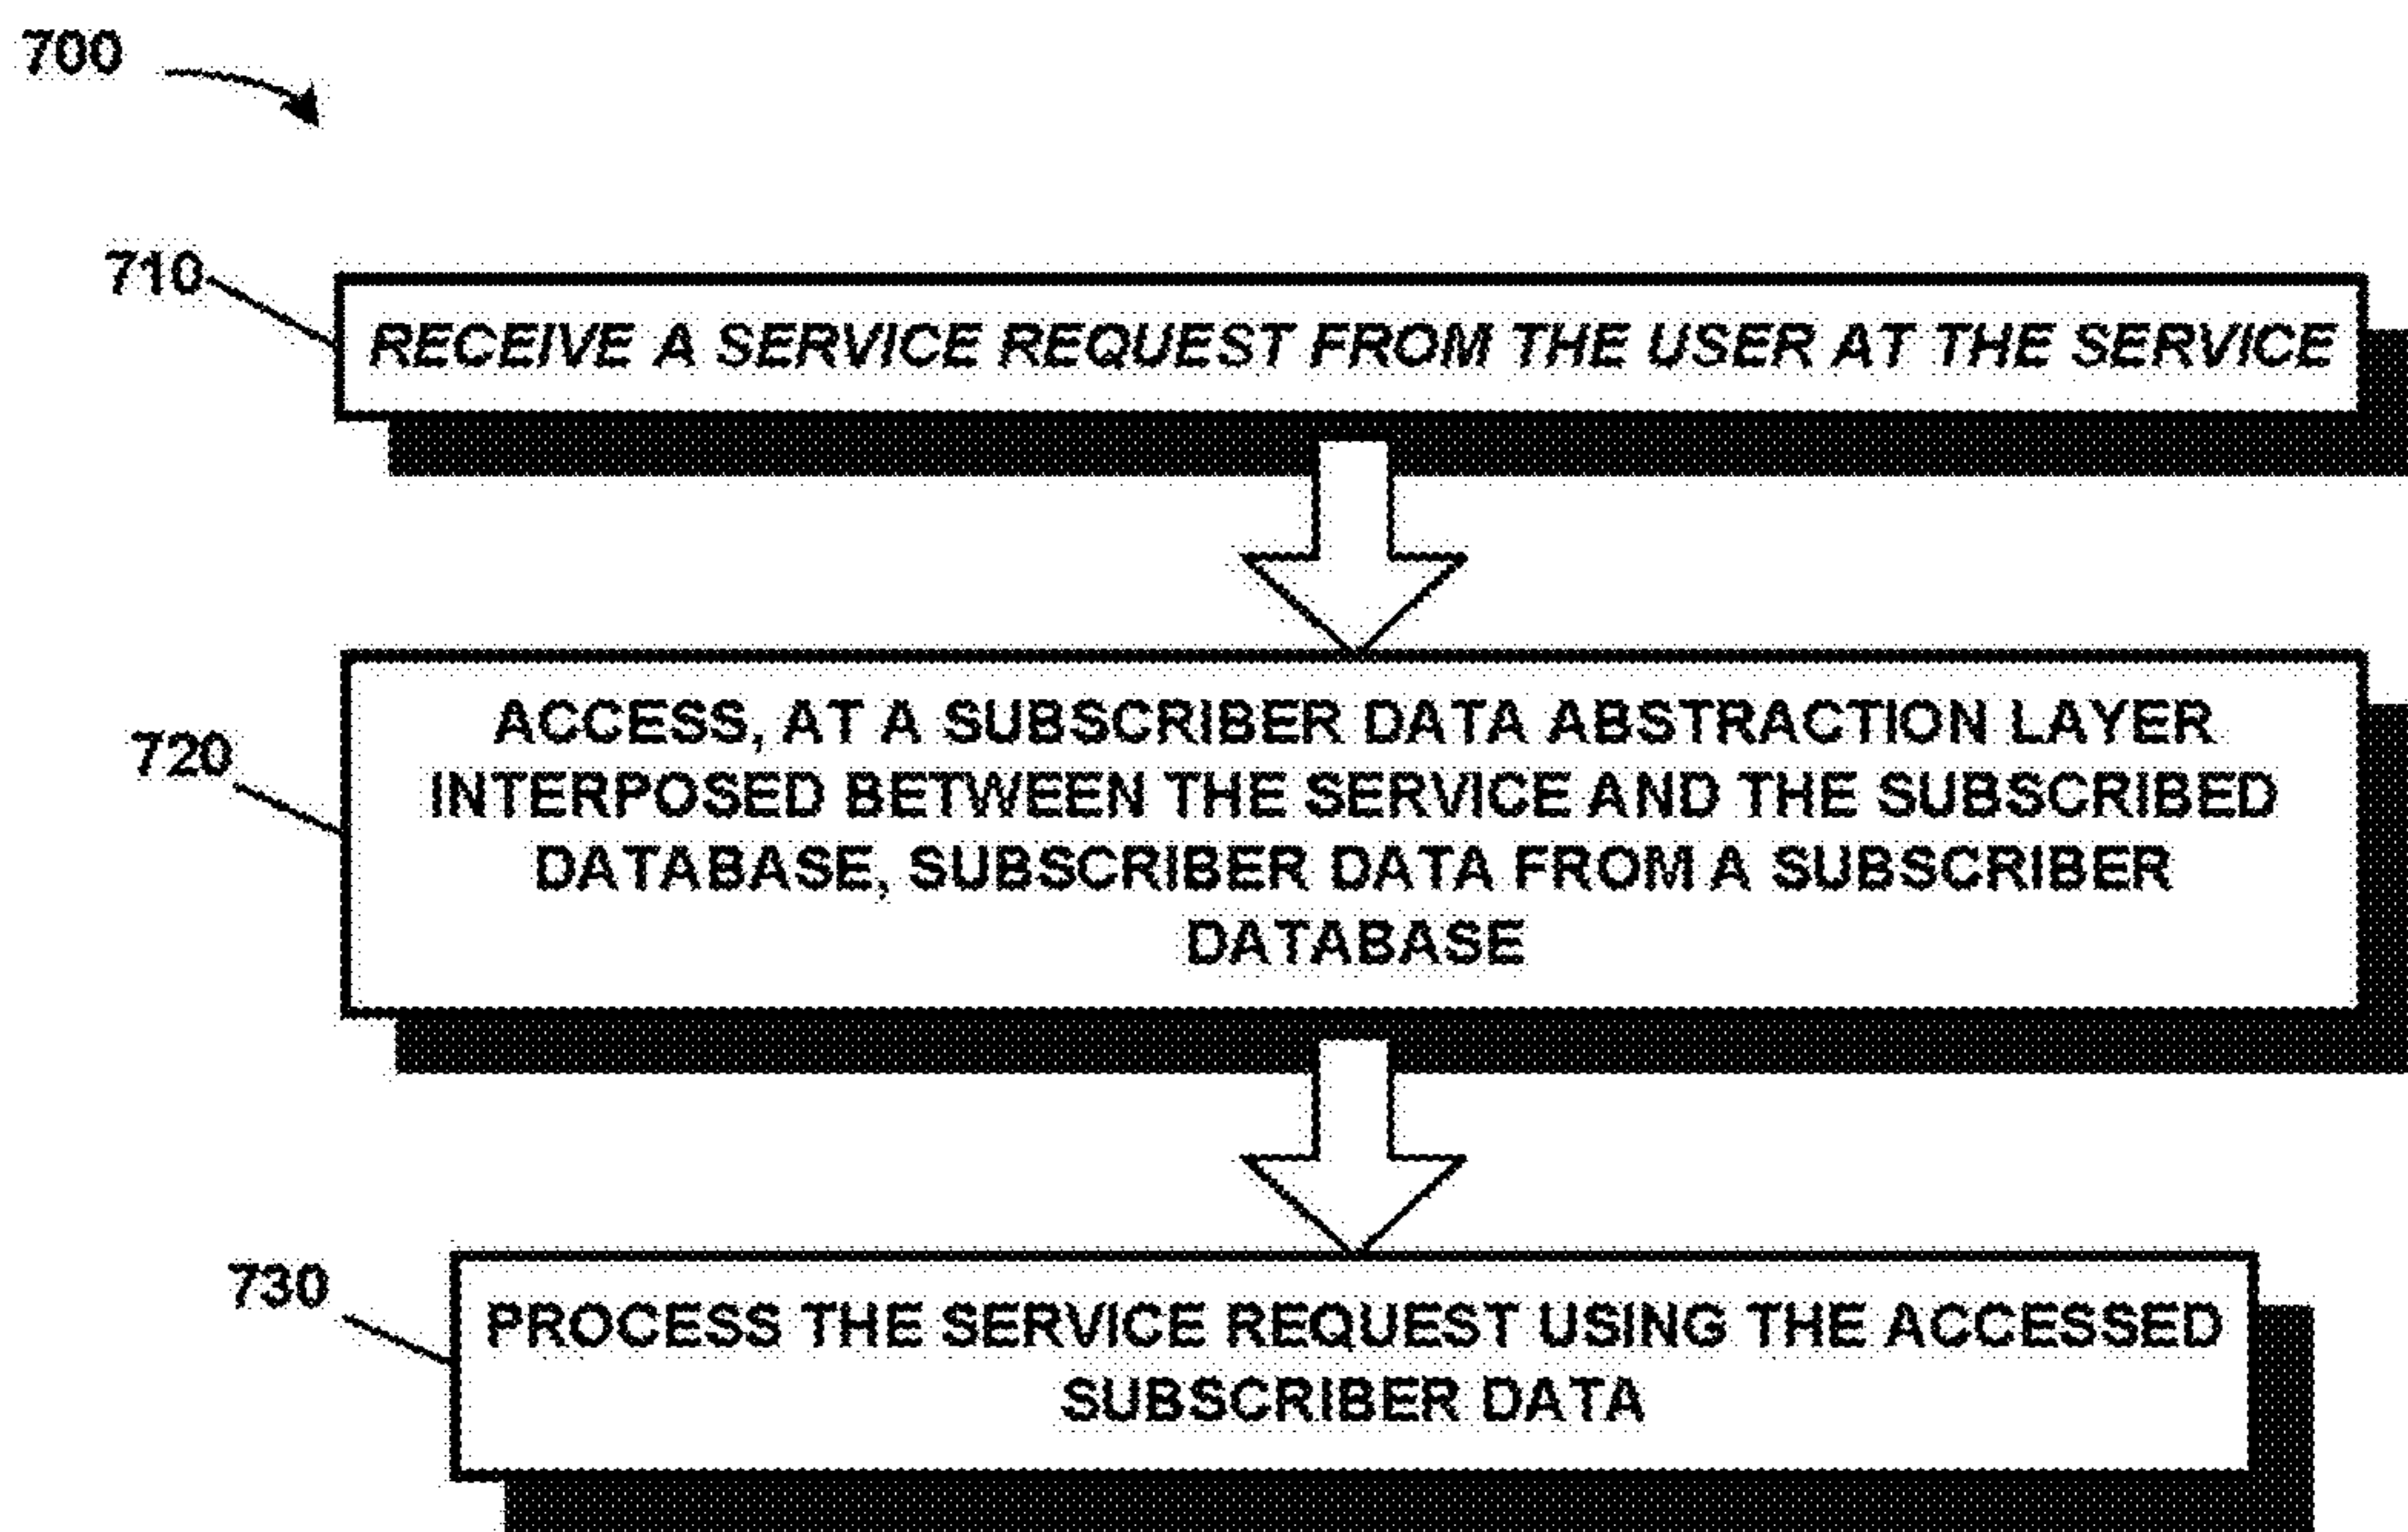 700
710
RECEIVE A SERVICE REQUEST FROM THE USER AT THE SERVICE
720
ACCESS, AT A SUBSCRIBER DATA ABSTRACTION LAYER
INTERPOSED BETWEEN THE SERVICE AND THE SUBSCRIBED
DATABASE, SUBSCRIBER DATA FROM A SUBSCRIBER
DATABASE
730
PROCESS THE SERVICE REQUEST USING THE ACCESSED
SUBSCRIBER DATA